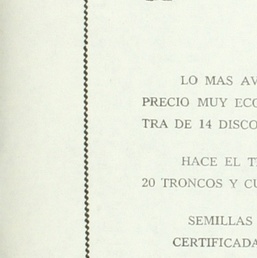 LO MAS AV
PRECIO MUY ECO
TRA DE 14 DISCO
HACE EL T
20 TRONCOS Y CU
SEMILLAS
CERTIFICADA